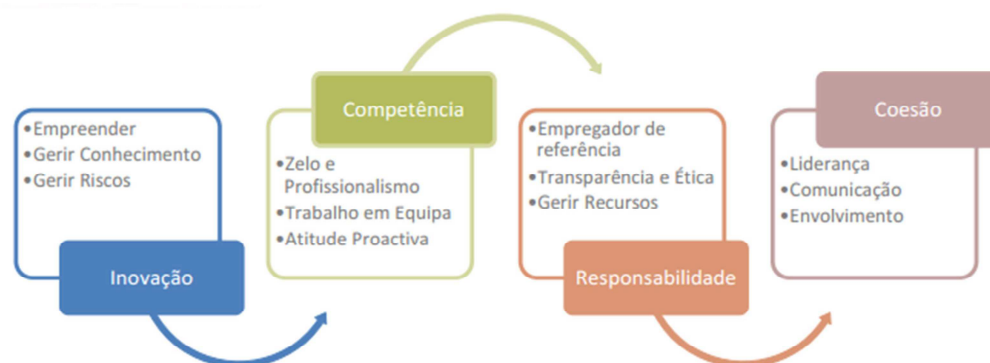 •Empreender
•Gerir Conhecimento
•Gerir Riscos
Inovação
Competência
•Zelo e
Profissionalismo
•Trabalho em Equipa
•Atitude Proactiva
•Empregador de
referência
•Transparência e Ética
•Gerir Recursos
Responsabilidade
Coesão
•Liderança
•Comunicação
•Envolvimento